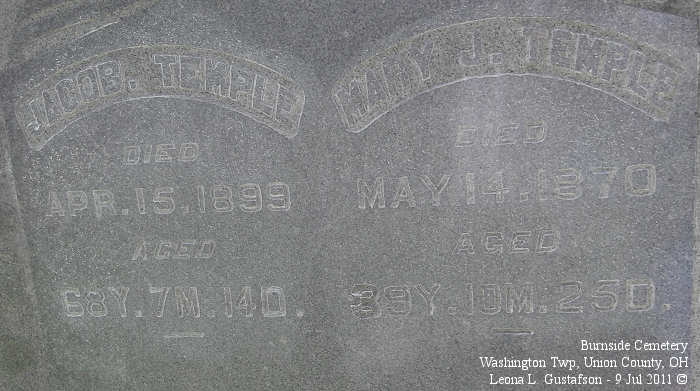 JACOB. TEMPLE
DIED
APR. 15. 1899
AGED
68Y. 7M. 14D.
MARY J. TEMPLE
DIED
MAY 14. 1870
AGED
39Y. 10M. 25D.
Burnside Cemetery
Washington Twp, Union County, OH
Leona L. Gustafson - 9 Jul 2011 ©